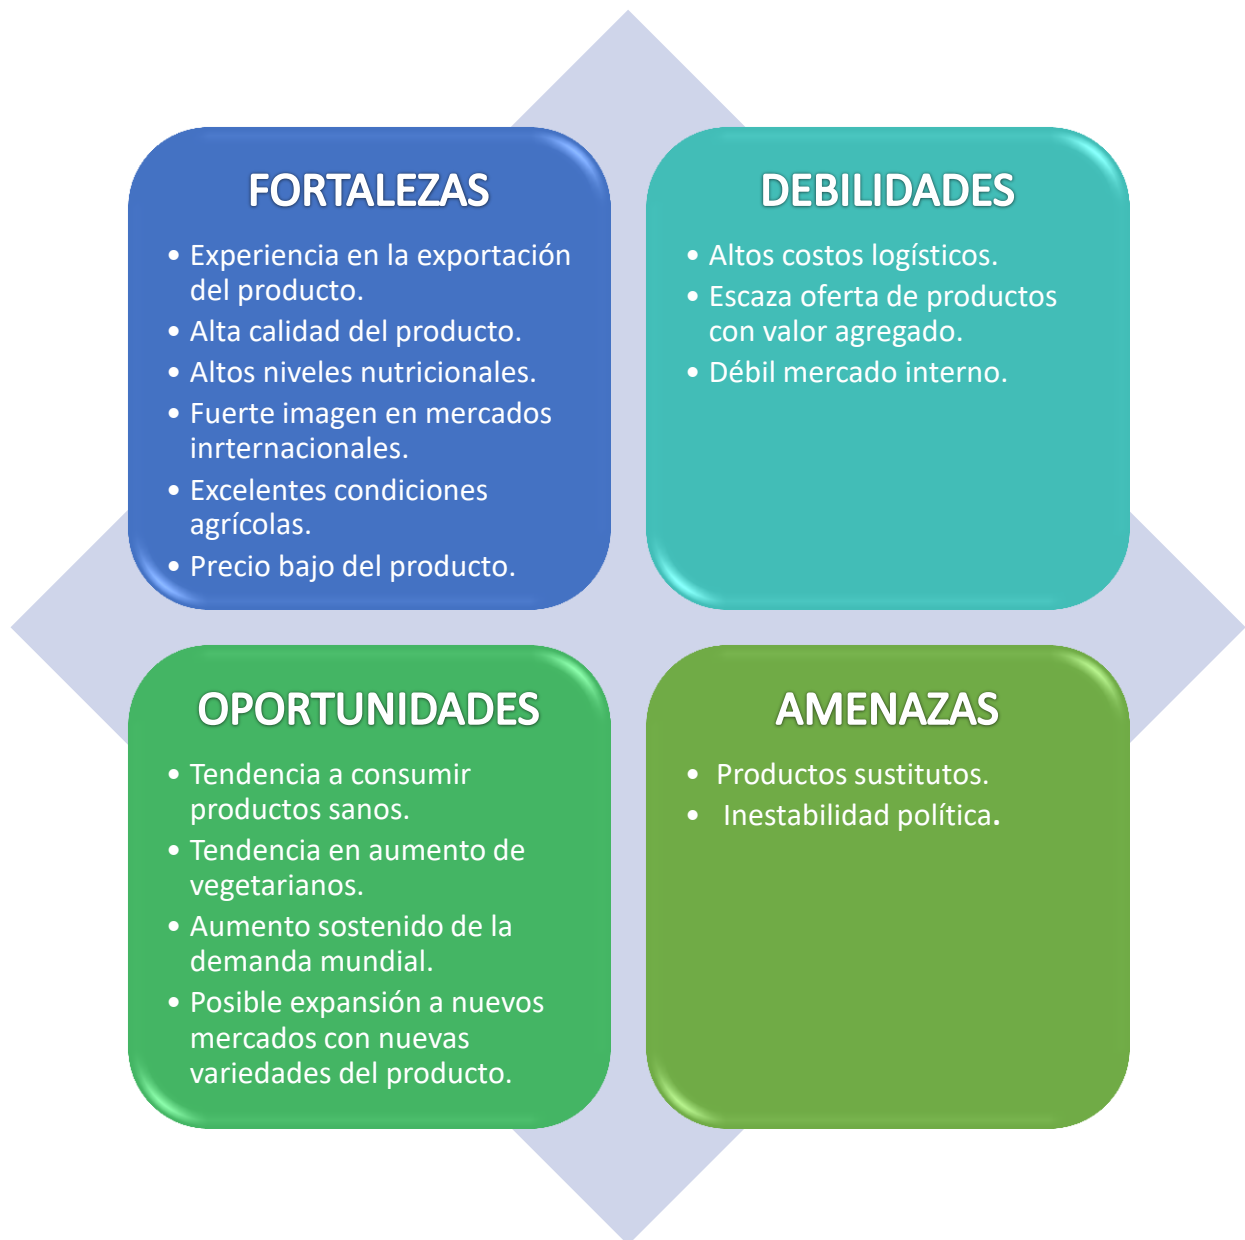 FORTALEZAS
• Experiencia en la exportación
del producto.
• Alta calidad del producto.
• Altos niveles nutricionales.
• Fuerte imagen en mercados
inrternacionales.
• Excelentes condiciones
agrícolas.
• Precio bajo del producto.
DEBILIDADES
• Altos costos logísticos.
• Escaza oferta de productos
con valor agregado.
• Débil mercado interno.
OPORTUNIDADES
• Tendencia a consumir
productos sanos.
• Tendencia en aumento de
vegetarianos.
• Aumento sostenido de la
demanda mundial.
• Posible expansión a nuevos
mercados con nuevas
variedades del producto.
AMENAZAS
• Productos sustitutos.
• Inestabilidad política.